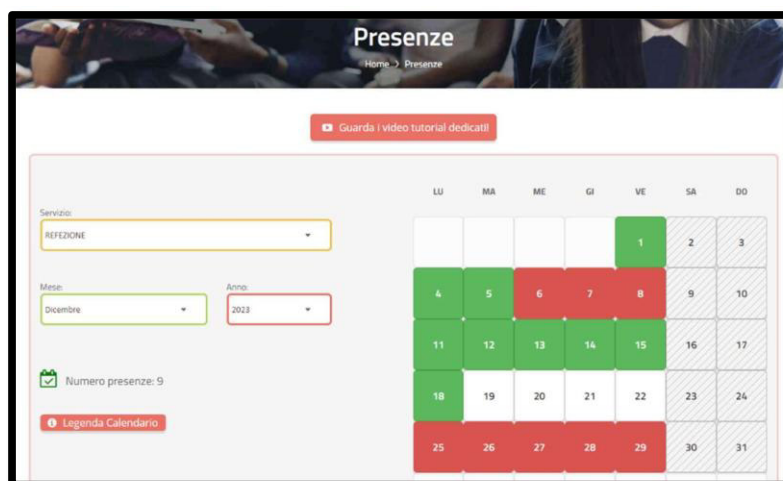 Presenze
Home > Presenze
Guarda i video tutorial dedicati!
Servizio:
REFEZIONE
Mese:
Dicembre
Anno:
2023
Numero presenze: 9
Legenda Calendario
LU MA ME GI VE SA DO
1 2 3
4 5 6 7 8 9 10
11 12 13 14 15 16 17
18 19 20 21 22 23 24
25 26 27 28 29 30 31